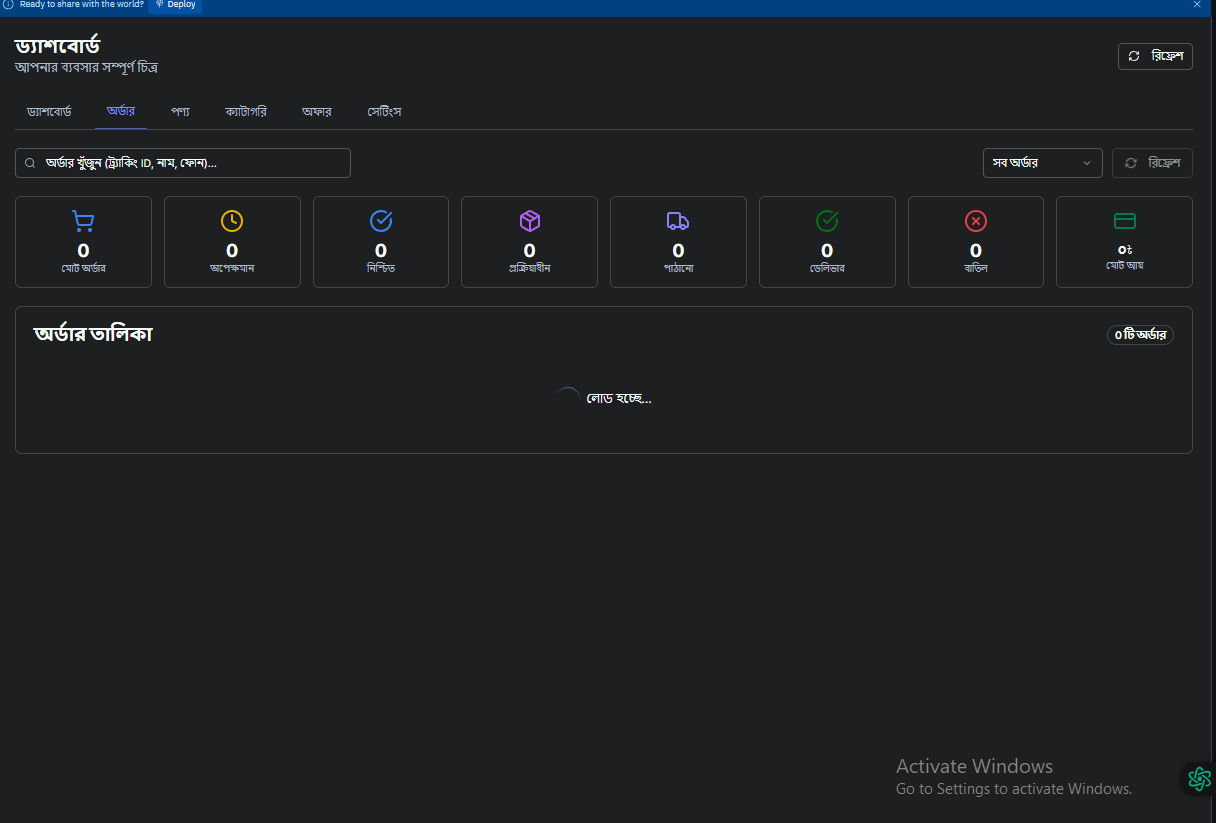 Ready to share with the world? Deploy
ড্যাশবোর্ড
আপনার ব্যবসার সম্পূর্ণ চিত্র
রিফ্রেশ
ড্যাশবোর্ড অর্ডার পণ্য ক্যাটাগরি অফার সেটিংস
অর্ডার খুঁজুন (ট্র্যাকিং ID, নাম, ফোন)...
সব অর্ডার
রিফ্রেশ
0
মোট অর্ডার
0
অপেক্ষমান
0
নিশ্চিত
0
প্রক্রিয়াধীন
0
পাঠানো
0
ডেলিভার
0
বাতিল
০৳
মোট আয়
অর্ডার তালিকা
0 টি অর্ডার
লোড হচ্ছে...
Activate Windows
Go to Settings to activate Windows.